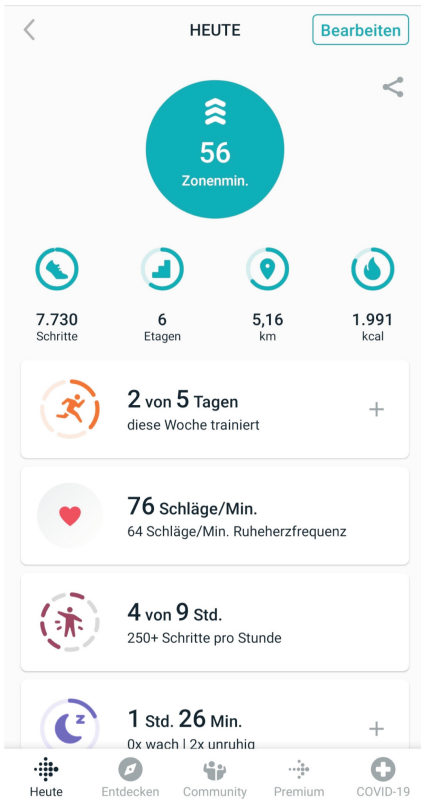 HEUTE
Bearbeiten
56
Zonenmin.
7.730
Schritte
6
Etagen
5,16
km
1.991
kcal
2 von 5 Tagen
diese Woche trainiert
76 Schläge/Min.
64 Schläge/Min. Ruheherzfrequenz
4 von 9 Std.
250+ Schritte pro Stunde
z
1 Std. 26 Min.
0x wach | 2x unruhig
Heute
Entdecken
Community
Premium
COVID-19